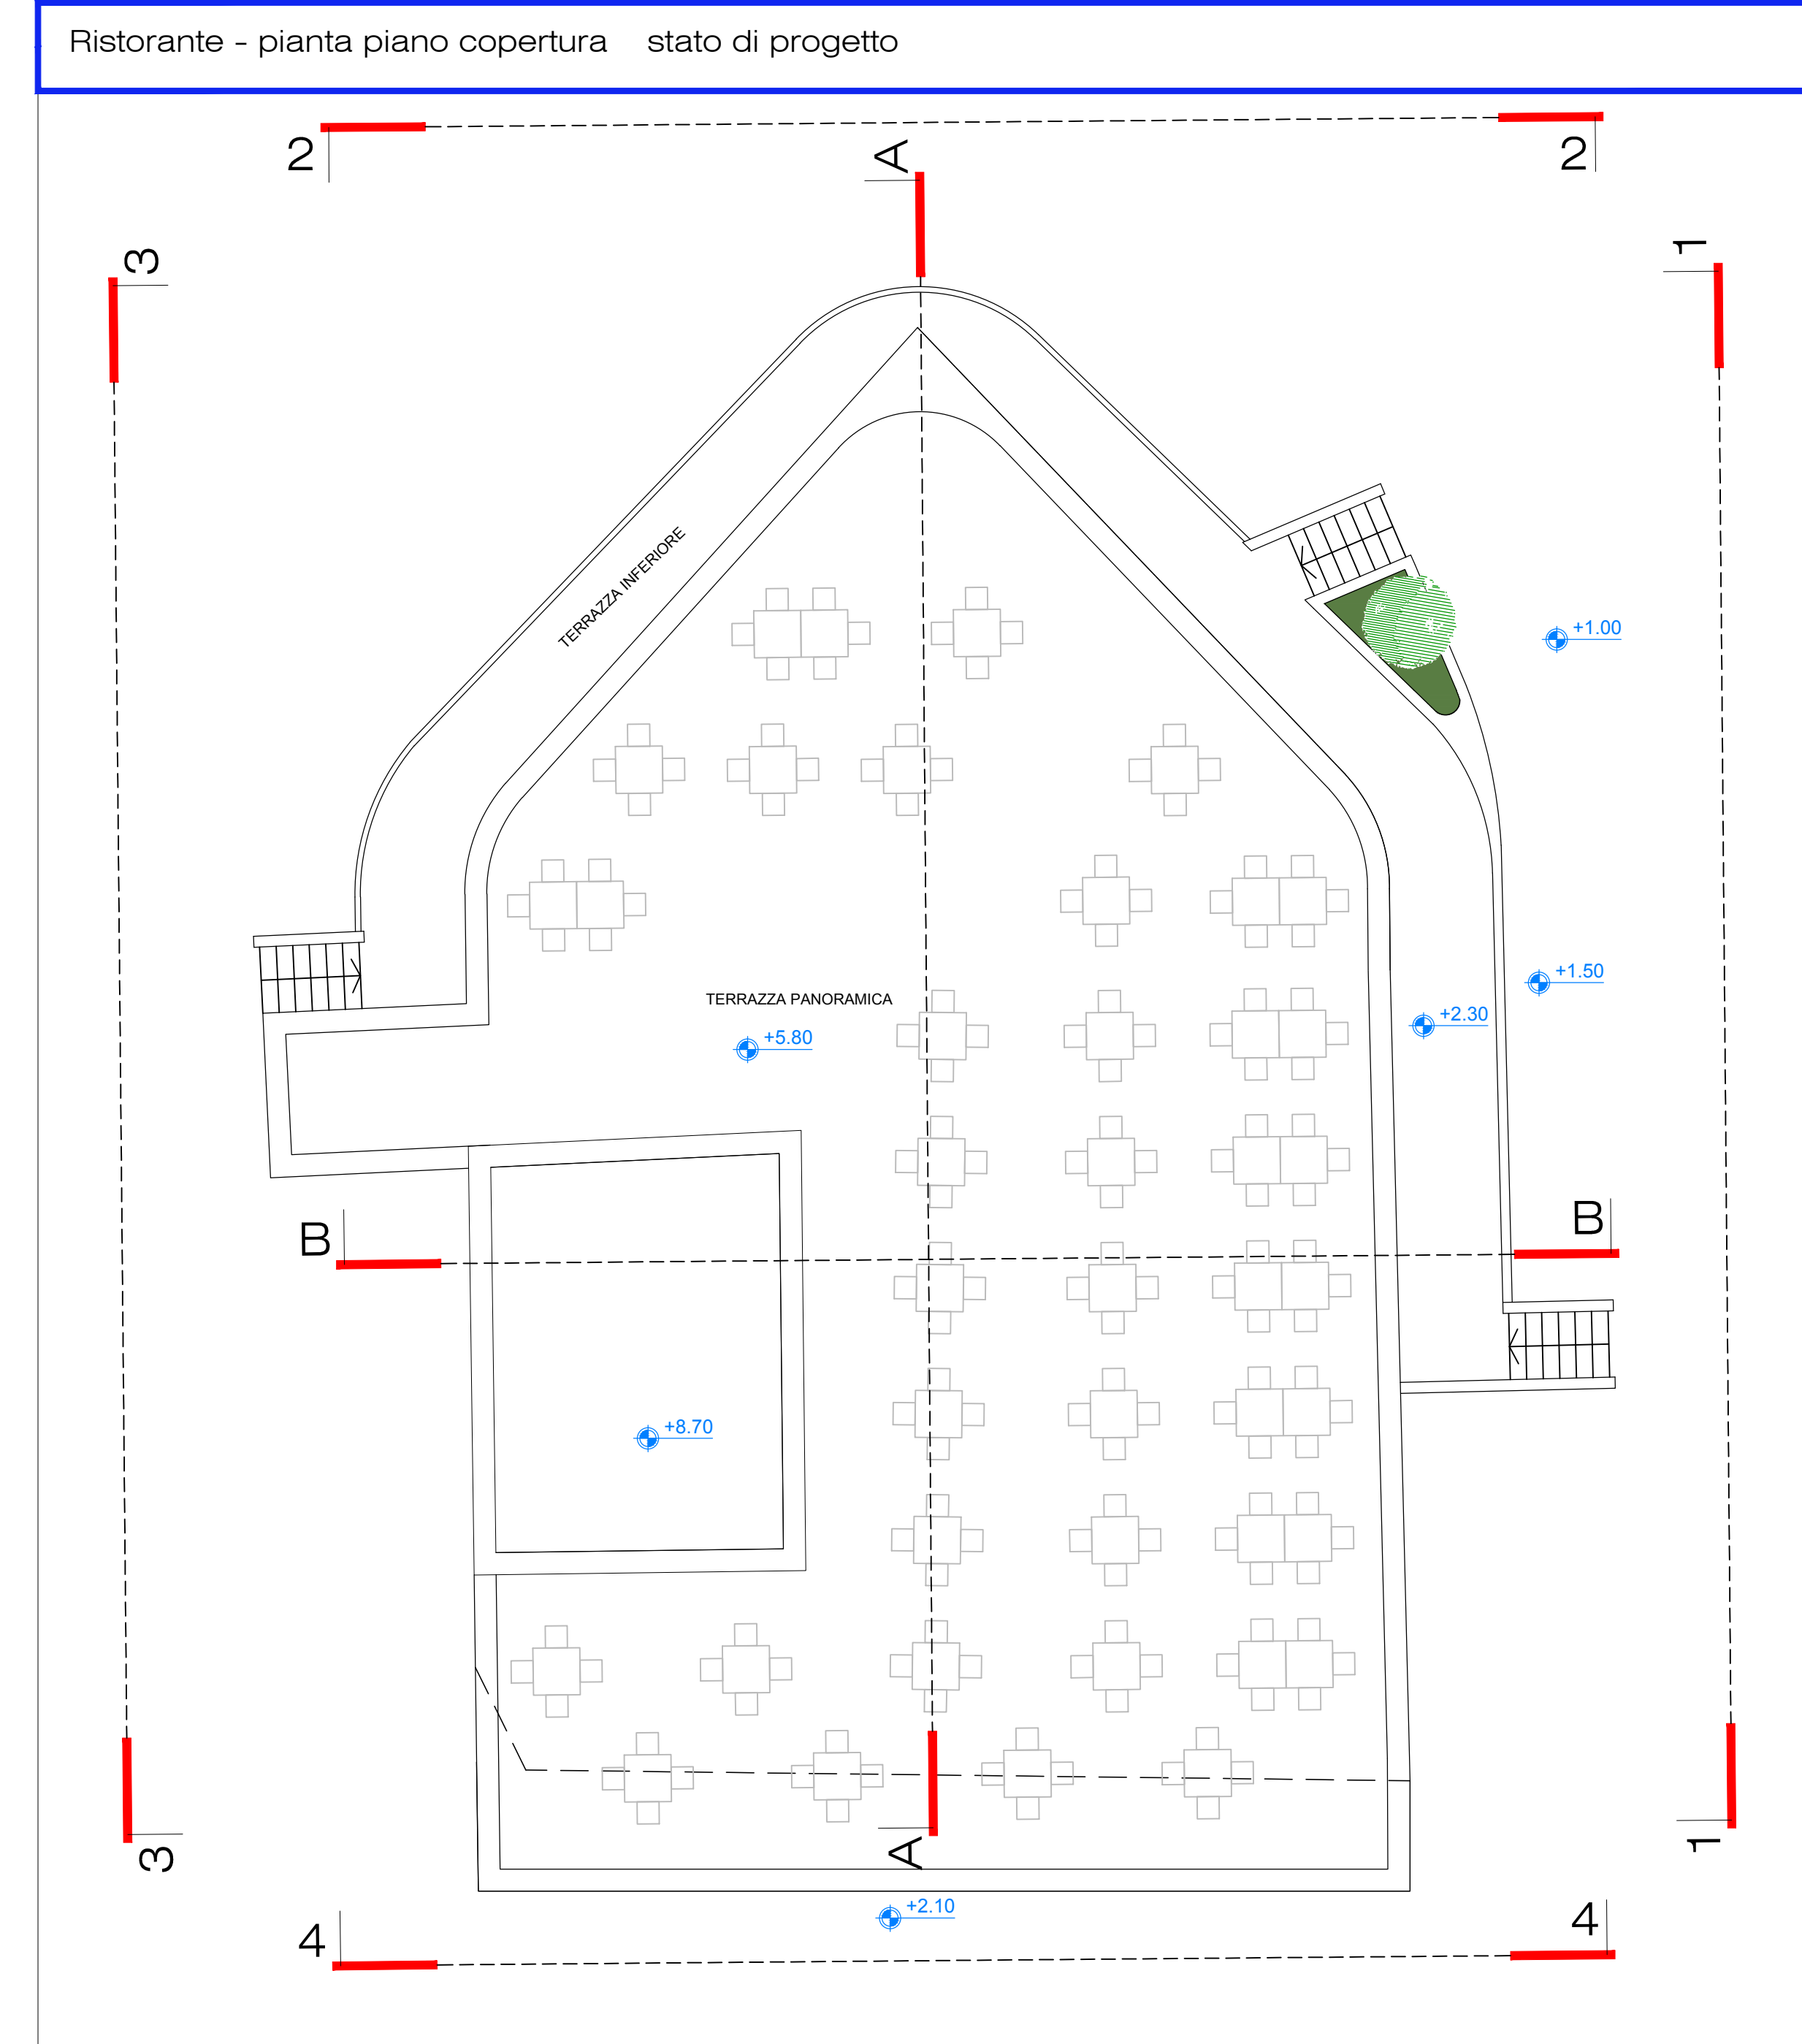 Ristorante - pianta piano copertura stato di progetto
2
2
A
3
1
TERRAZZA INFERIORE
+1.00
+1.50
TERRAZZA PANORAMICA
+2.30
+5.80
B
B
+8.70
A
3
1
+2.10
4
4